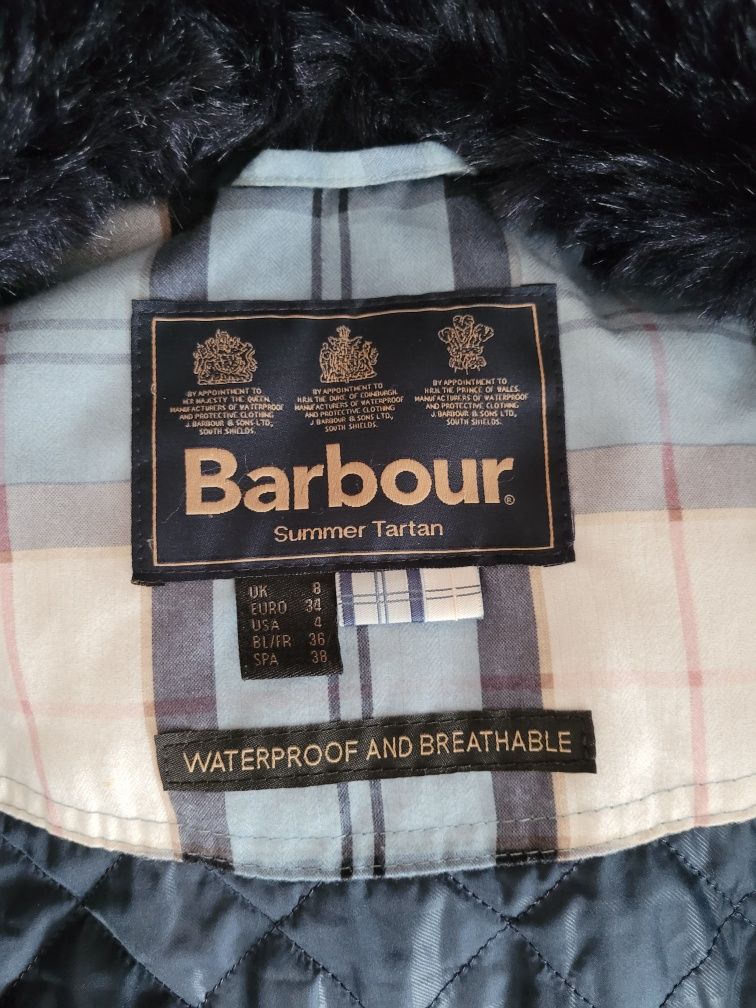 BY APPOINTMENT TO
HER MAJESTY THE QUEEN
MANUFACTURERS OF WATERPROOF
AND PROTECTIVE CLOTHING
J. BARBOUR & SONS LTD.,
SOUTH SHIELDS.
BY APPOINTMENT TO
H.R.H. THE DUKE OF EDINBURGH
MANUFACTURERS OF WATERPROOF
AND PROTECTIVE CLOTHING
J. BARBOUR & SONS LTD.,
SOUTH SHIELDS.
BY APPOINTMENT TO
H.R.H. THE PRINCE OF WALES.
MANUFACTURERS OF WATERPROOF
AND PROTECTIVE CLOTHING
J. BARBOUR & SONS LTD.,
SOUTH SHIELDS.
Barbour®
Summer Tartan
UK 8
EURO 34
USA 4
BL/FR 36
SPA 38
WATERPROOF AND BREATHABLE